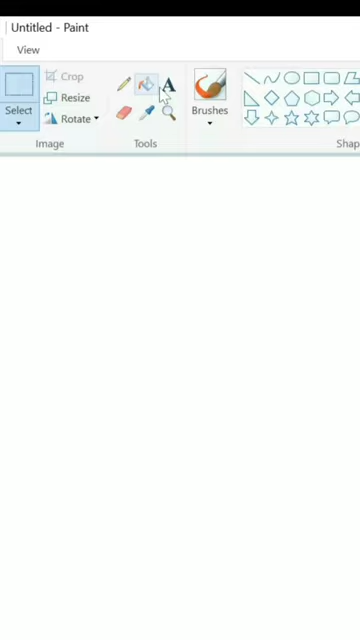 Untitled - Paint
View
Select
Crop
Resize
Rotate
A
Brushes
Image
Tools
Shap